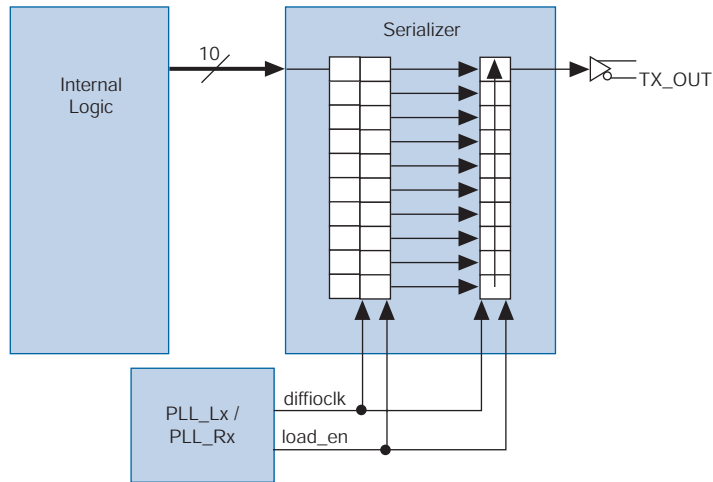 Serializer
10
Internal
Logic
TX_OUT
diffioclk
PLL_Lx /
PLL_Rx
load_en